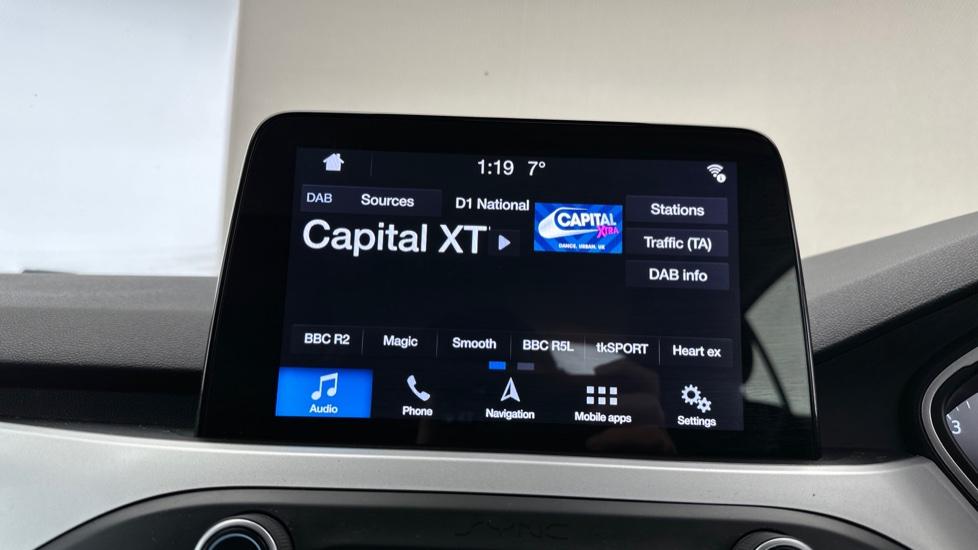 1:19 7°
DAB Sources D1 National
Stations
CAPITAL
XTRA
DANCE. URBAN. UK
Capital XT
Traffic (TA)
DAB info
BBC R2 Magic Smooth BBC R5L tkSPORT Heart ex
Audio Phone Navigation Mobile apps Settings
3
SYNC